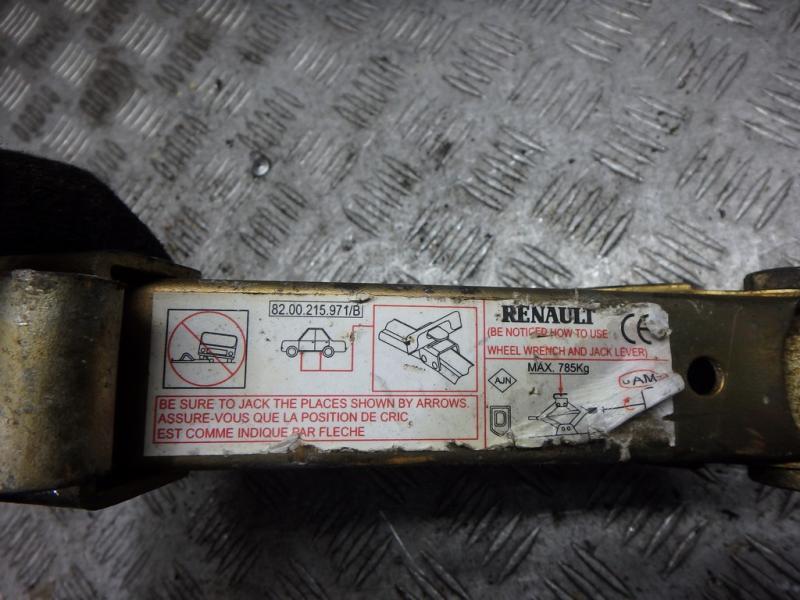 82.00.215.971/B
BE SURE TO JACK THE PLACES SHOWN BY ARROWS.
ASSURE-VOUS QUE LA POSITION DE CRIC
EST COMME INDIQUE PAR FLECHE
RENAULT
(BE NOTICED HOW TO USE
WHEEL WRENCH AND JACK LEVER)
CE
MAX. 785Kg
AJN
D